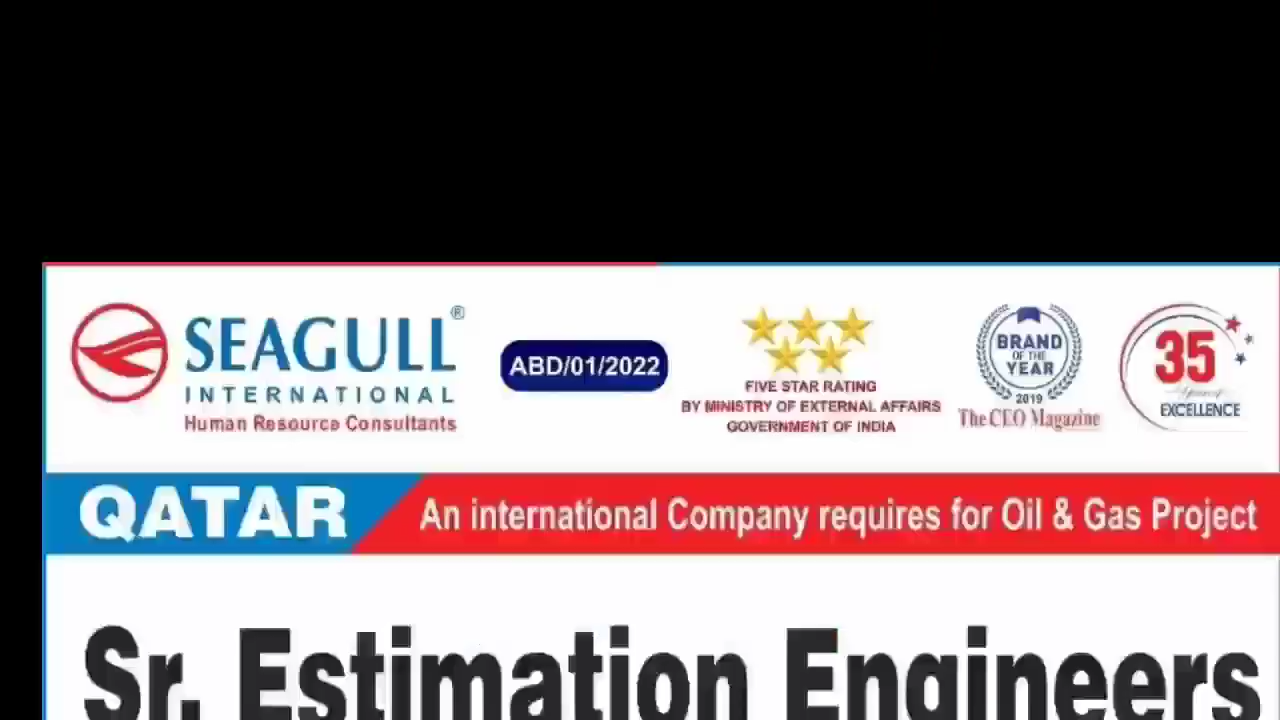 SEAGULL®
INTERNATIONAL
Human Resource Consultants
ABD/01/2022
FIVE STAR RATING
BY MINISTRY OF EXTERNAL AFFAIRS
GOVERNMENT OF INDIA
BRAND
OF THE
YEAR
2019
The CEO Magazine
35
Years of
EXCELLENCE
QATAR
An international Company requires for Oil & Gas Project
Sr. Estimation Engineers